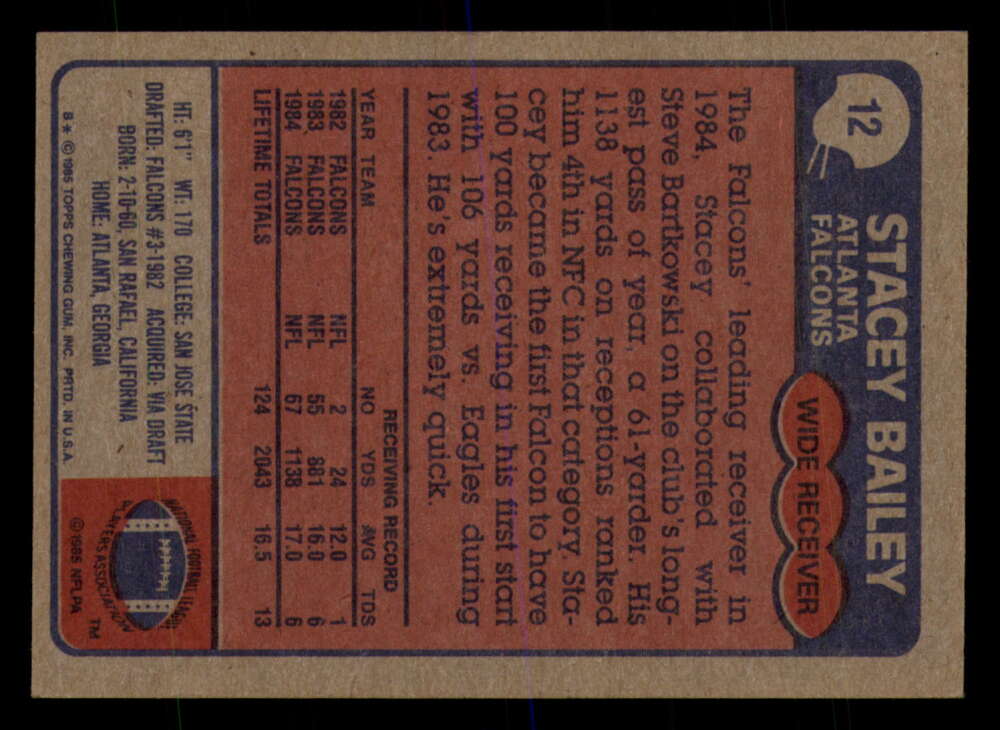 12
STACEY BAILEY
ATLANTA
FALCONS
WIDE RECEIVER
The Falcons' leading receiver in
1984, Stacey collaborated with
Steve Bartkowski on the club's long-
est pass of year, a 61-yarder. His
1138 yards on receptions ranked
him 4th in NFC in that category. Sta-
cey became the first Falcon to have
100 yards receiving in his first start
with 106 yards vs. Eagles during
1983. He's extremely quick.
RECEIVING RECORD
YEAR TEAM NO YDS AVG TDS
1982 FALCONS NFL 2 24 12.0 1
1983 FALCONS NFL 55 881 16.0 6
1984 FALCONS NFL 67 1138 17.0 6
LIFETIME TOTALS 124 2043 16.5 13
HT: 6'1" WT: 170 COLLEGE: SAN JOSE STATE
DRAFTED: FALCONS #3-1982 ACQUIRED: VIA DRAFT
BORN: 2-10-60, SAN RAFAEL, CALIFORNIA
HOME: ATLANTA, GEORGIA
B* © 1985 TOPPS CHEWING GUM, INC. PRTD. IN U.S.A.
NATIONAL FOOTBALL LEAGUE
PLAYERS ASSOCIATION
TM
© 1985 NFLPA